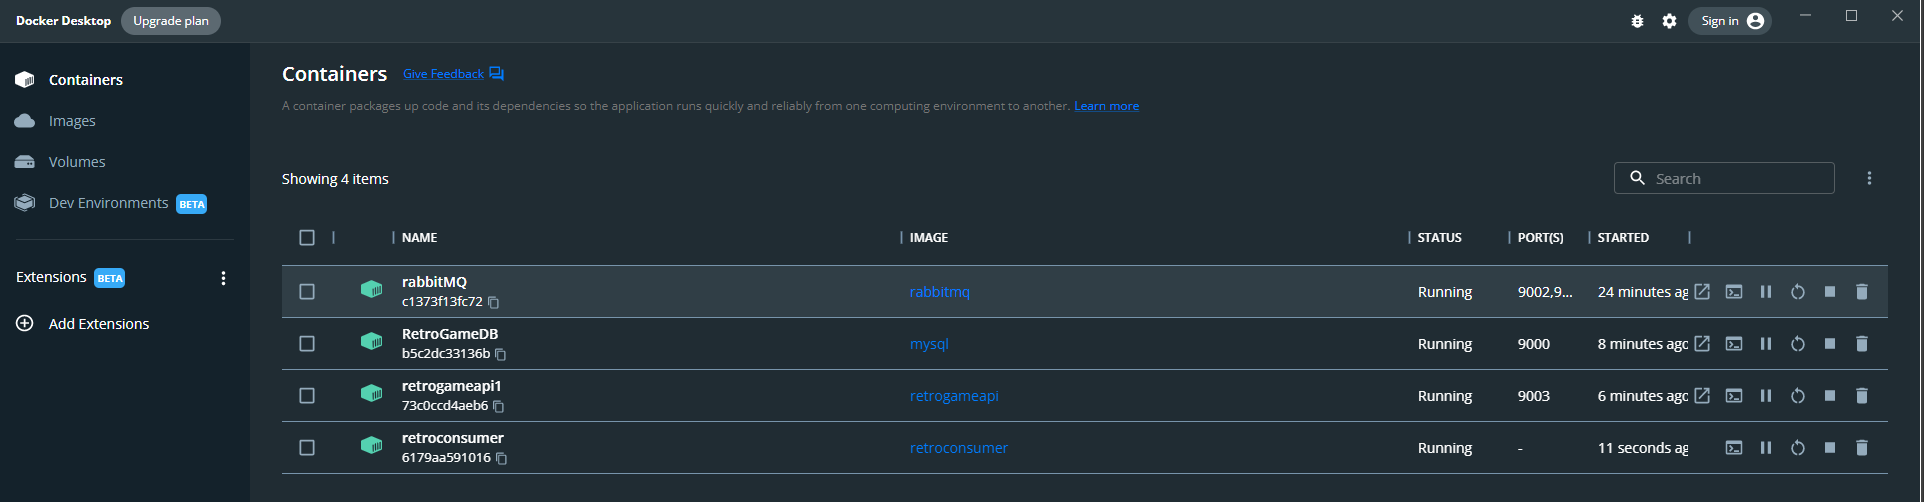 Docker Desktop Upgrade plan Sign in
Containers
Images
Volumes
Dev Environments BETA
Extensions BETA
Add Extensions
Containers Give Feedback
A container packages up code and its dependencies so the application runs quickly and reliably from one computing environment to another. Learn more
Showing 4 items Search
NAME IMAGE STATUS PORT(S) STARTED
rabbitMQ
c1373f13fc72 rabbitmq Running 9002,9... 24 minutes ag
RetroGameDB
b5c2dc33136b mysql Running 9000 8 minutes ago
retrogameapi1
73c0ccd4aeb6 retrogameapi Running 9003 6 minutes ago
retroconsumer
6179aa591016 retroconsumer Running - 11 seconds ag